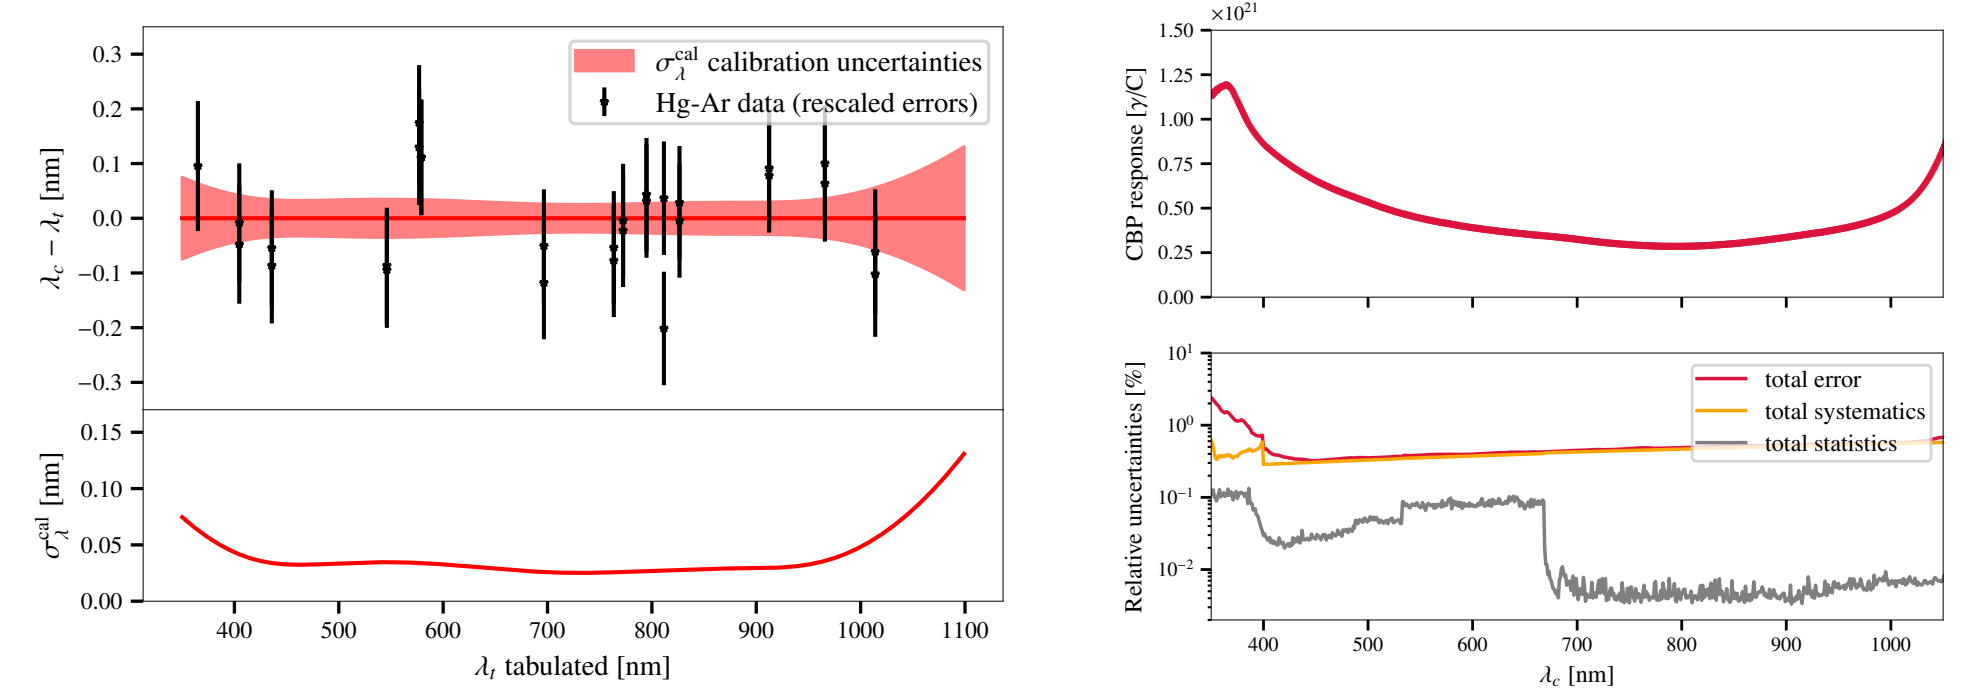 0.3
0.2
0.1
0.0
−0.1
−0.2
−0.3
λc − λt [nm]
σλcal calibration uncertainties
Hg-Ar data (rescaled errors)
0.15
0.10
0.05
0.00
σλcal [nm]
400 500 600 700 800 900 1000 1100
λt tabulated [nm]
×10²¹
1.50
1.25
1.00
0.75
0.50
0.25
0.00
CBP response [γ/C]
10¹
10⁰
10⁻¹
10⁻²
Relative uncertainties [%]
total error
total systematics
total statistics
400 500 600 700 800 900 1000
λc [nm]